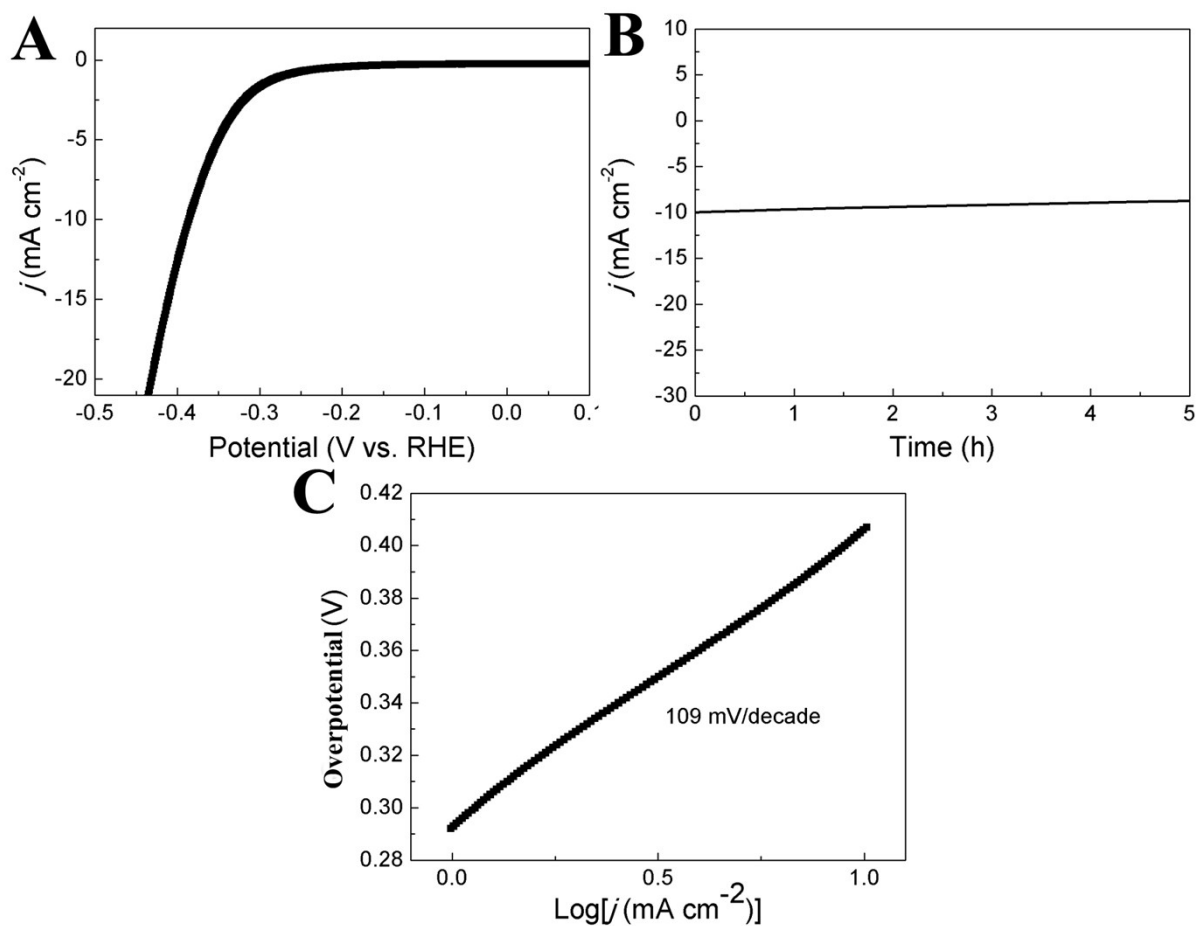 A
0
-5
-10
-15
-20
-0.5 -0.4 -0.3 -0.2 -0.1 0.0 0.1
j (mA cm-2)
Potential (V vs. RHE)
B
10
5
0
-5
-10
-15
-20
-25
-30
0 1 2 3 4 5
j (mA cm-2)
Time (h)
C
0.42
0.40
0.38
0.36
0.34
0.32
0.30
0.28
0.0 0.5 1.0
Overpotential (V)
109 mV/decade
Log[j (mA cm-2)]